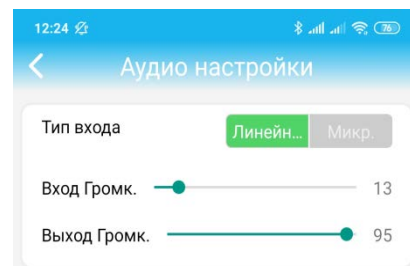 12:24 76
Аудио настройки
Тип входа Линейн... Микр.
Вход Громк. 13
Выход Громк. 95